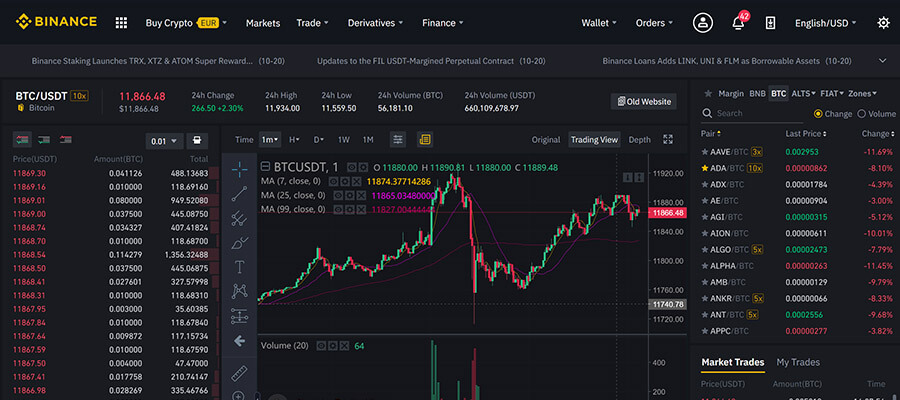 BINANCE Buy Crypto EUR Markets Trade Derivatives Finance Wallet Orders 42 English/USD
Binance Staking Launches TRX, XTZ & ATOM Super Reward... (10-20) Updates to the FIL USDT-Margined Perpetual Contract (10-20) Binance Loans Adds LINK, UNI & FLM as Borrowable Assets (10-20)
BTC/USDT 10x
Bitcoin
11,866.48
$11,866.48
24h Change
266.50 +2.30%
24h High
11,934.00
24h Low
11,559.50
24h Volume (BTC)
56,181.10
24h Volume (USDT)
660,109,678.97
Old Website
0.01
Price(USDT) Amount(BTC) Total
11869.30 0.041126 488.13683
11869.16 0.010000 118.69160
11869.01 0.080000 949.52080
11869.00 0.037500 445.08750
11868.74 0.034327 407.41824
11868.70 0.010000 118.68700
11868.54 0.114279 1,356.32488
11868.50 0.037500 445.06875
11868.41 0.027601 327.57998
11868.31 0.010000 118.68310
11867.95 0.003000 35.60385
11867.84 0.010000 118.67840
11867.64 0.009897 117.15734
11867.59 0.010000 118.67590
11867.50 0.004000 47.47000
11867.41 0.017758 210.74147
11866.98 0.028269 335.46766
Time 1m H D 1W 1M Original Trading View Depth
BTCUSDT, 1 O 11880.00 H 11890.81 L 11880.00 C 11889.48
MA (7, close, 0) 11874.37714286
MA (25, close, 0) 11865.03480000
MA (99, close, 0) 11827.00444444
11920.00
11880.00
11866.48
11840.00
11800.00
11760.00
11740.78
11720.00
Volume (20) 64
400
200
Margin BNB BTC ALTS FIAT Zones
Search Change Volume
Pair Last Price Change
AAVE/BTC 3x 0.002953 -11.69%
ADA/BTC 10x 0.00000862 -8.10%
ADX/BTC 0.00001784 -4.39%
AE/BTC 0.00000904 -3.00%
AGI/BTC 0.00000315 -5.12%
AION/BTC 0.00000611 -10.01%
ALGO/BTC 5x 0.00002473 -7.79%
ALPHA/BTC 0.00000263 -11.45%
AMB/BTC 0.00000129 -9.79%
ANKR/BTC 5x 0.00000066 -8.33%
ANT/BTC 5x 0.0002556 -9.68%
APPC/BTC 0.00000277 -3.82%
Market Trades My Trades
Price(USDT) Amount(BTC) Time